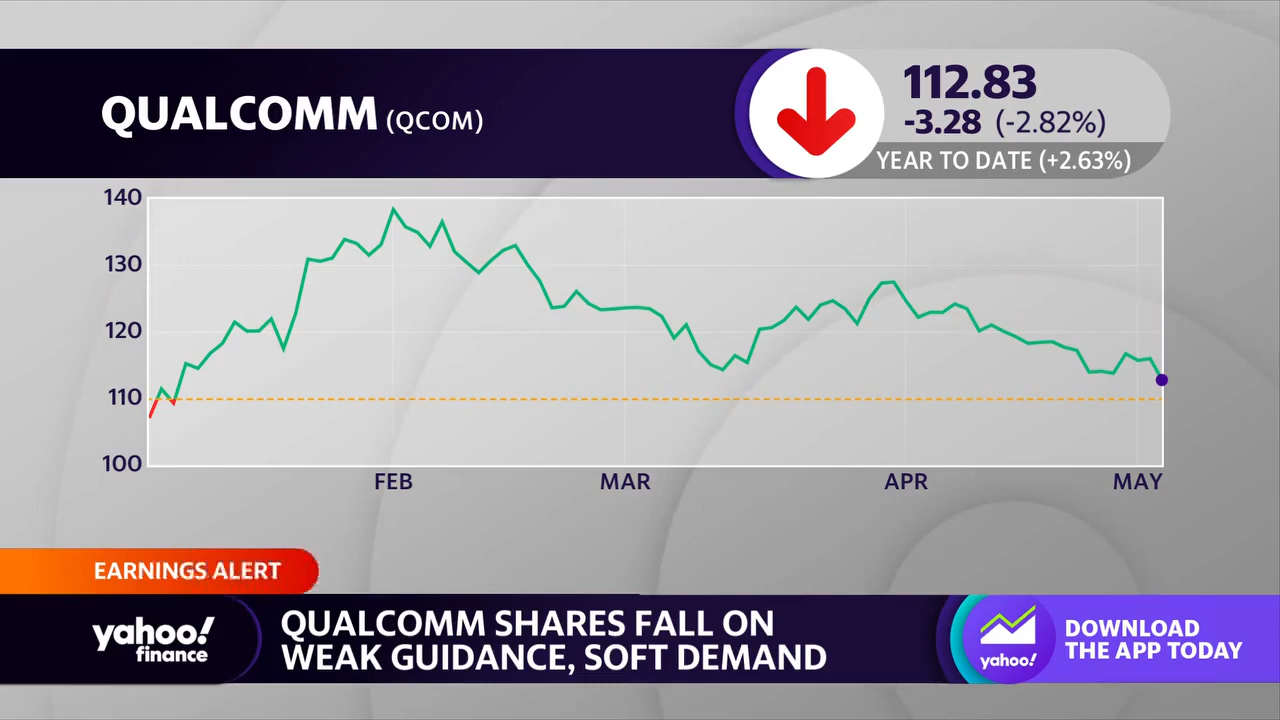 QUALCOMM (QCOM)
112.83
-3.28 (-2.82%)
YEAR TO DATE (+2.63%)
140
130
120
110
100
FEB MAR APR MAY
EARNINGS ALERT
yahoo!
finance
QUALCOMM SHARES FALL ON
WEAK GUIDANCE, SOFT DEMAND
yahoo!
DOWNLOAD
THE APP TODAY